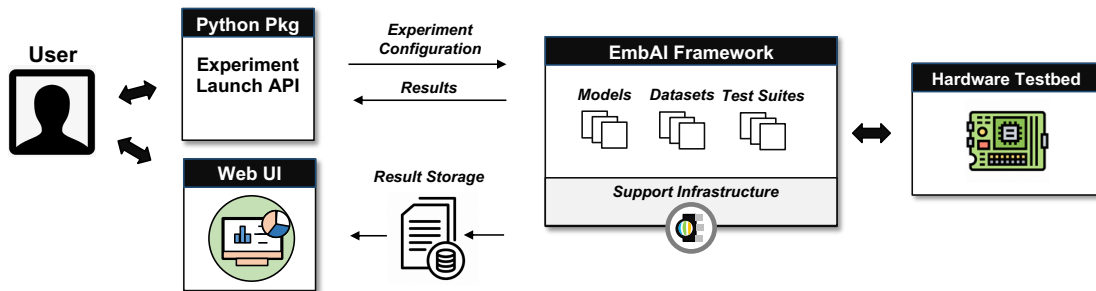 User
Python Pkg
Experiment
Launch API
Web UI
Experiment
Configuration
Results
Result Storage
EmbAI Framework
Models
Datasets
Test Suites
Support Infrastructure
Hardware Testbed